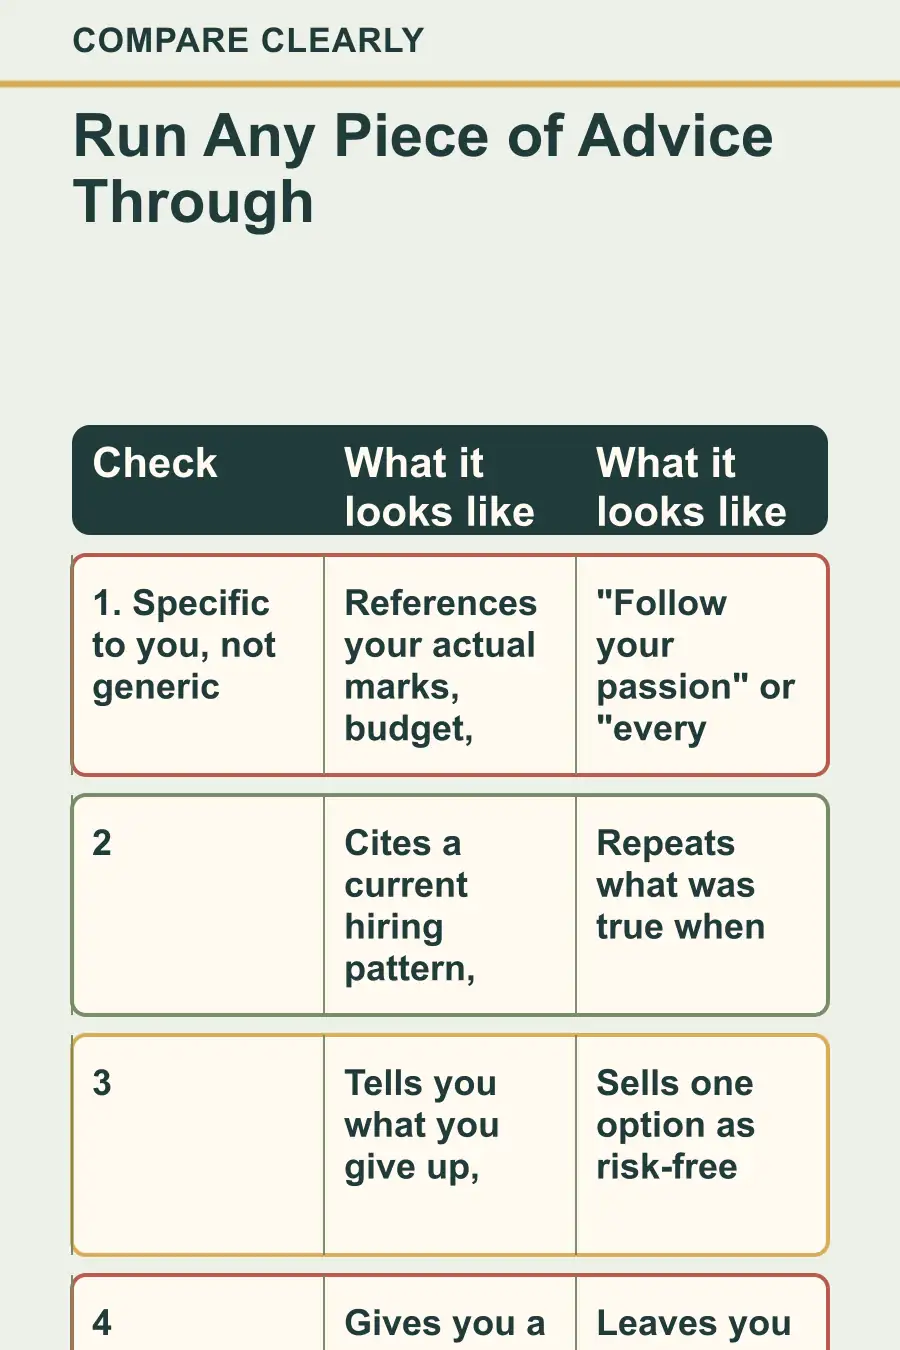 COMPARE CLEARLY
Run Any Piece of Advice
Through
Check
What it
looks like
What it
looks like
1. Specific
to you, not
generic
References
your actual
marks,
budget,
"Follow
your
passion" or
"every
2
Cites a
current
hiring
pattern,
Repeats
what was
true when
3
Tells you
what you
give up,
Sells one
option as
risk-free
4
Gives you a
Leaves you